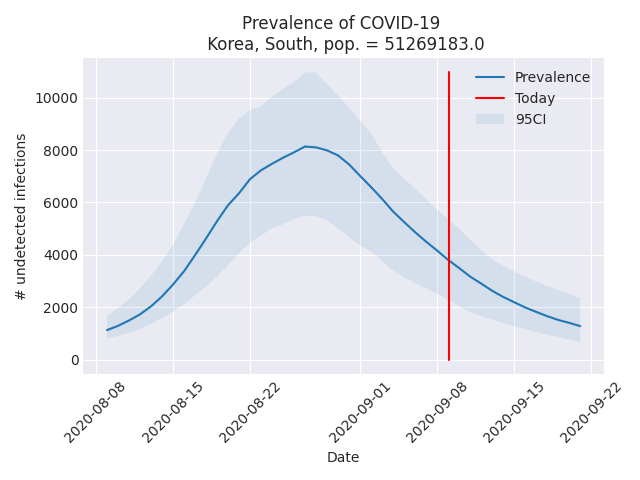 Prevalence of COVID-19
Korea, South, pop. = 51269183.0
Prevalence
Today
95CI
# undetected infections
10000
8000
6000
4000
2000
0
2020-08-08
2020-08-15
2020-08-22
2020-09-01
2020-09-08
2020-09-15
2020-09-22
Date